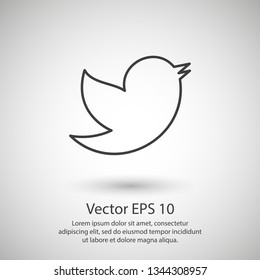 Vector EPS 10
Lorem ipsum dolor sit amet, consectetur
adipiscing elit, sed do eiusmod tempor
incididunt ut labore et dolore
magna aliqua.
shutterstock.com · 1344308957